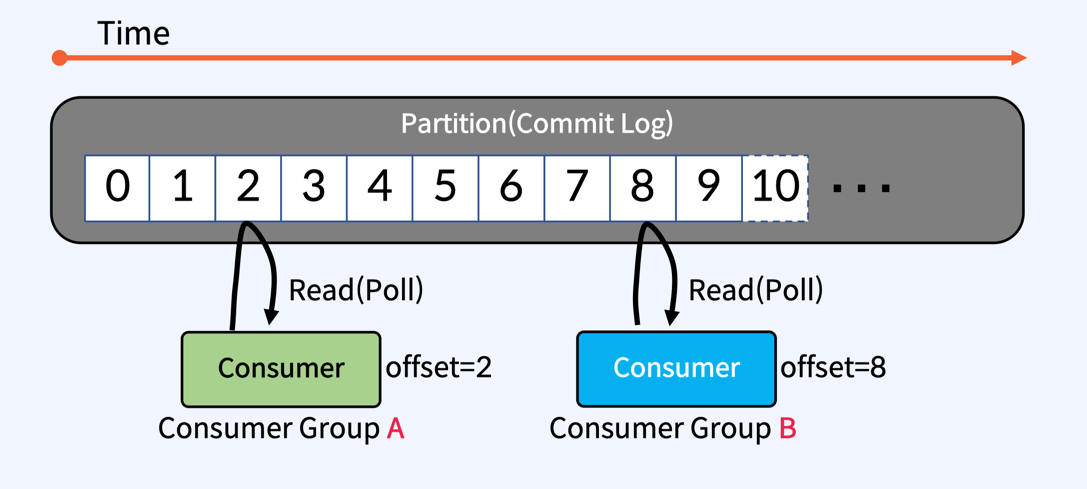 Time
Partition(Commit Log)
0 1 2 3 4 5 6 7 8 9 10 ...
Read(Poll) Read(Poll)
Consumer offset=2 Consumer offset=8
Consumer Group A Consumer Group B